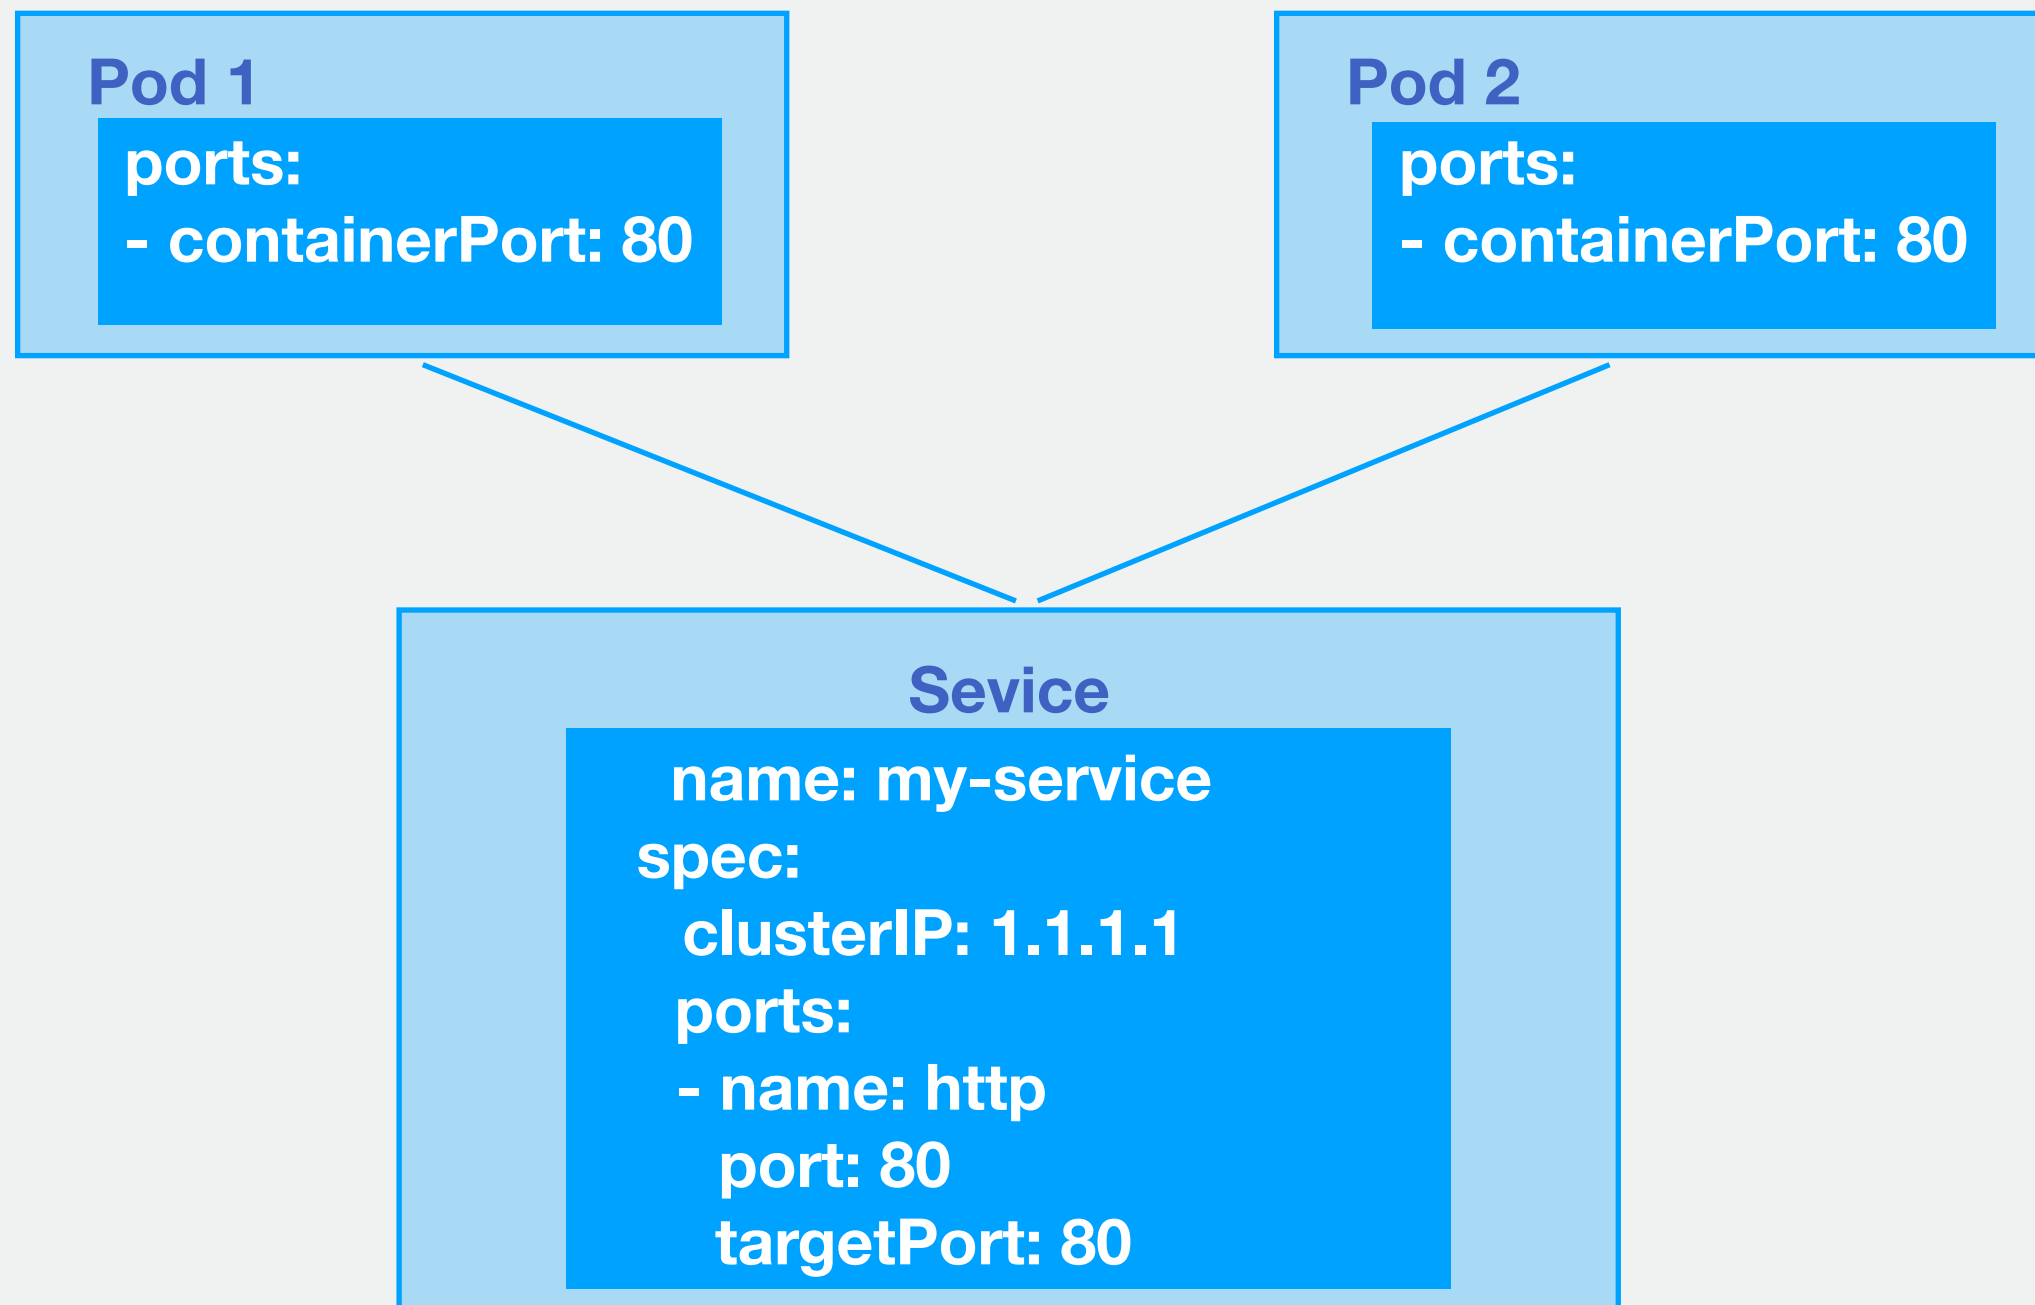 Pod 1
ports:
- containerPort: 80
Pod 2
ports:
- containerPort: 80
Sevice
name: my-service
spec:
clusterIP: 1.1.1.1
ports:
- name: http
port: 80
targetPort: 80